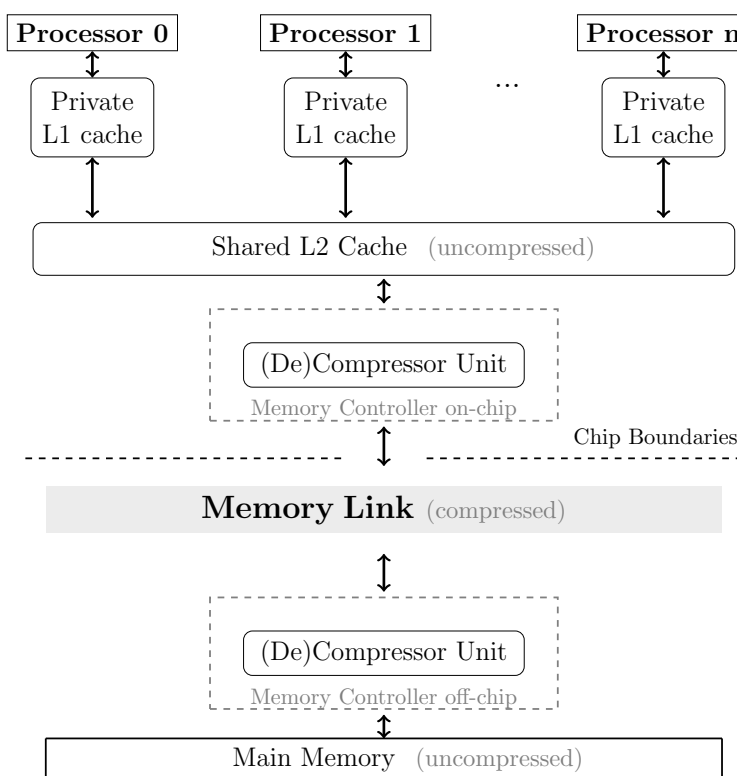 Processor 0 Processor 1 Processor n
Private Private Private
L1 cache L1 cache L1 cache
...
Shared L2 Cache (uncompressed)
(De)Compressor Unit
Memory Controller on-chip
Chip Boundaries
Memory Link (compressed)
(De)Compressor Unit
Memory Controller off-chip
Main Memory (uncompressed)